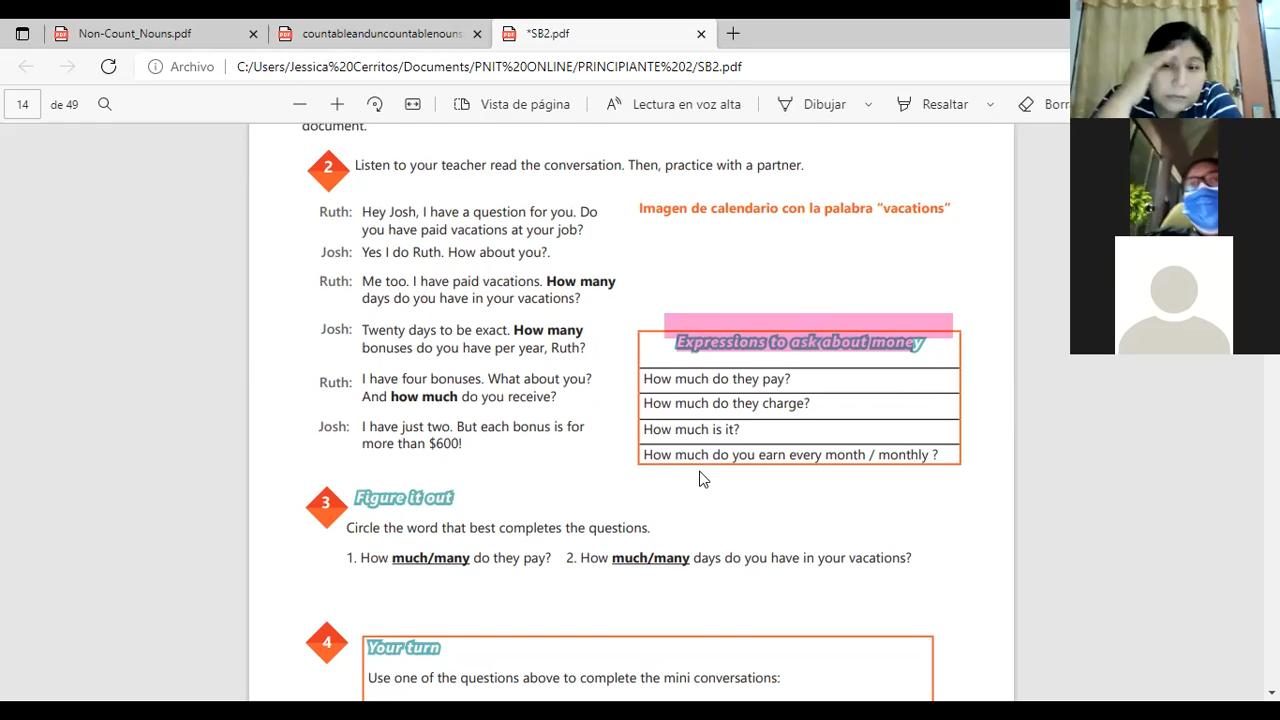 Non-Count_Nouns.pdf
countableanduncountablenouns.
*SB2.pdf
Archivo
C:/Users/Jessica%20Cerritos/Documents/PNIT%20ONLINE/PRINCIPIANTE%202/SB2.pdf
14
de 49
Vista de página
Lectura en voz alta
Dibujar
Resaltar
Borr
document.
2
Listen to your teacher read the conversation. Then, practice with a partner.
Ruth: Hey Josh, I have a question for you. Do
you have paid vacations at your job?
Josh: Yes I do Ruth. How about you?.
Ruth: Me too. I have paid vacations. How many
days do you have in your vacations?
Josh: Twenty days to be exact. How many
bonuses do you have per year, Ruth?
Ruth: I have four bonuses. What about you?
And how much do you receive?
Josh: I have just two. But each bonus is for
more than $600!
Imagen de calendario con la palabra “vacations”
Expressions to ask about money
How much do they pay?
How much do they charge?
How much is it?
How much do you earn every month / monthly ?
3
Figure it out
Circle the word that best completes the questions.
1. How much/many do they pay? 2. How much/many days do you have in your vacations?
4
Your turn
Use one of the questions above to complete the mini conversations: